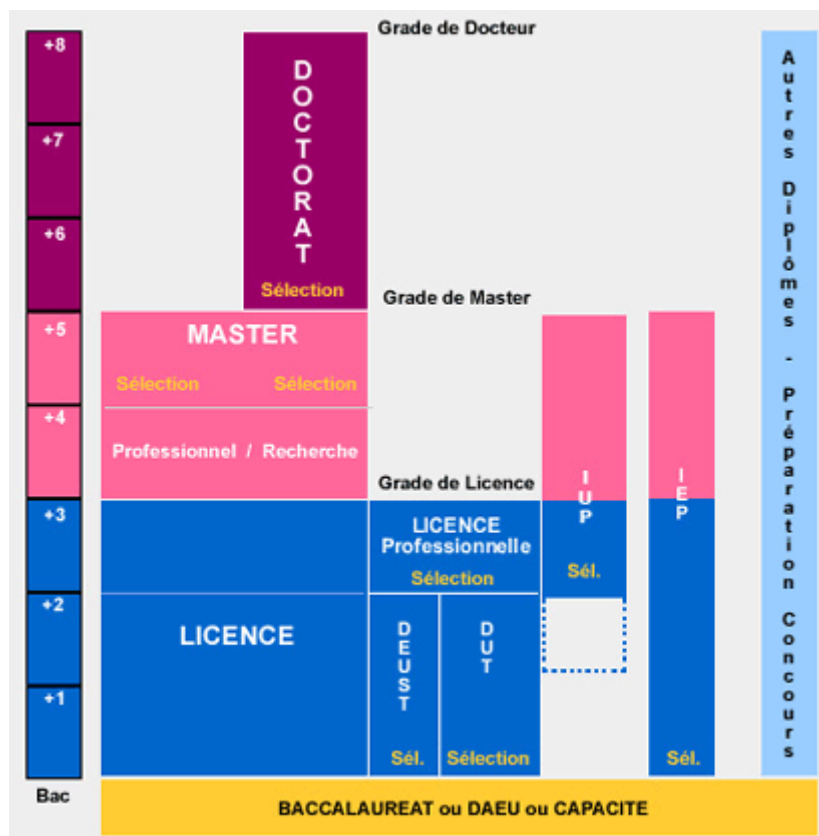 Grade de Docteur
+8
+7
+6
+5
+4
+3
+2
+1
Bac
DOCTORAT
Sélection
Grade de Master
MASTER
Sélection Sélection
Professionnel / Recherche
Grade de Licence
LICENCE
Professionnelle
Sélection
LICENCE
DEUST
Sél.
DUT
Sélection
IUP
Sél.
IEP
Sél.
Autres Diplômes - Préparation Concours
BACCALAUREAT ou DAEU ou CAPACITE